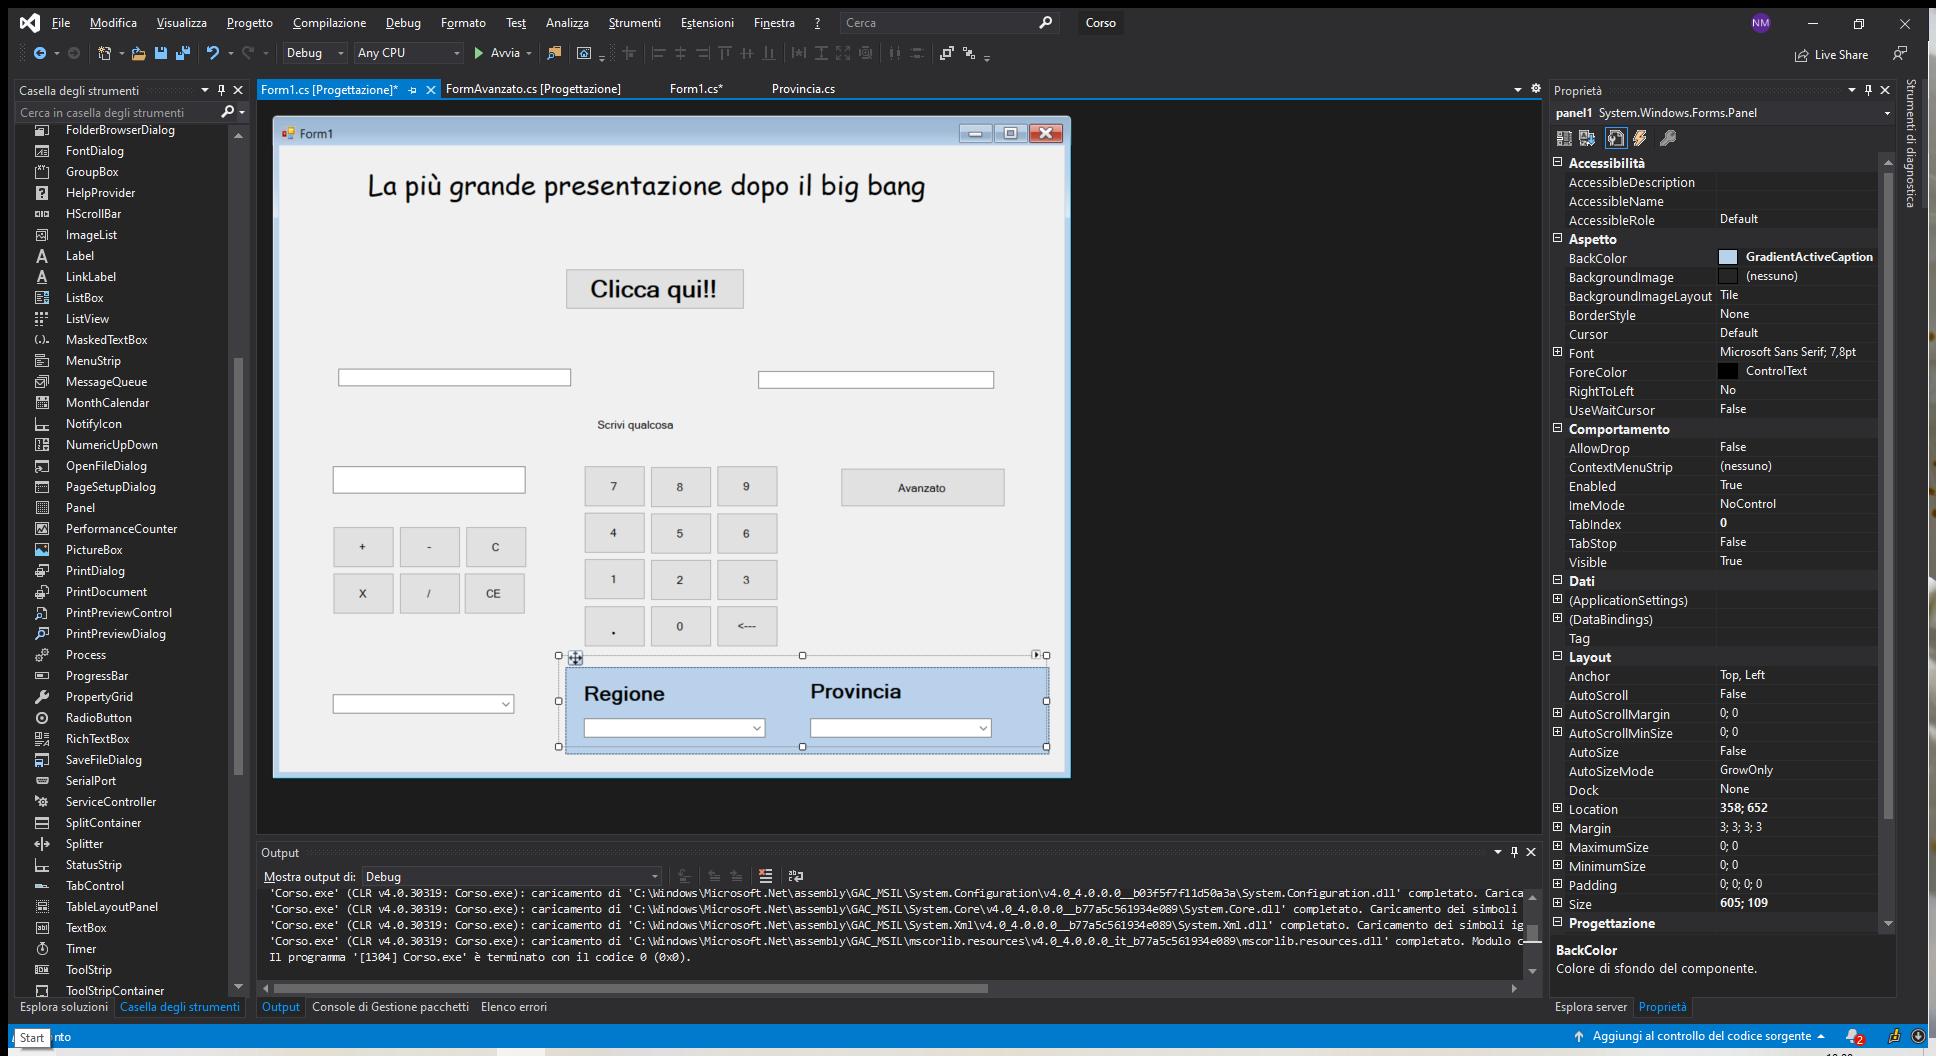 File Modifica Visualizza Progetto Compilazione Debug Formato Test Analizza Strumenti Estensioni Finestra ? Cerca Corso NM
Debug Any CPU Avvia Live Share
Casella degli strumenti
Cerca in casella degli strumenti
FolderBrowserDialog
FontDialog
GroupBox
HelpProvider
HScrollBar
ImageList
Label
LinkLabel
ListBox
ListView
MaskedTextBox
MenuStrip
MessageQueue
MonthCalendar
NotifyIcon
NumericUpDown
OpenFileDialog
PageSetupDialog
Panel
PerformanceCounter
PictureBox
PrintDialog
PrintDocument
PrintPreviewControl
PrintPreviewDialog
Process
ProgressBar
PropertyGrid
RadioButton
RichTextBox
SaveFileDialog
SerialPort
ServiceController
SplitContainer
Splitter
StatusStrip
TabControl
TableLayoutPanel
TextBox
Timer
ToolStrip
ToolStripContainer
Esplora soluzioni Casella degli strumenti
Form1.cs [Progettazione]* FormAvanzato.cs [Progettazione] Form1.cs* Provincia.cs
Form1
La più grande presentazione dopo il big bang
Clicca qui!!
Scrivi qualcosa
7 8 9 Avanzato
4 5 6
+ - C
1 2 3
X / CE
. 0 <---
Regione Provincia
Output
Mostra output di: Debug
'Corso.exe' (CLR v4.0.30319: Corso.exe): caricamento di 'C:\Windows\Microsoft.Net\assembly\GAC_MSIL\System.Configuration\v4.0_4.0.0.0__b03f5f7f11d50a3a\System.Configuration.dll' completato. Carica
'Corso.exe' (CLR v4.0.30319: Corso.exe): caricamento di 'C:\Windows\Microsoft.Net\assembly\GAC_MSIL\System.Core\v4.0_4.0.0.0__b77a5c561934e089\System.Core.dll' completato. Caricamento dei simboli
'Corso.exe' (CLR v4.0.30319: Corso.exe): caricamento di 'C:\Windows\Microsoft.Net\assembly\GAC_MSIL\System.Xml\v4.0_4.0.0.0__b77a5c561934e089\System.Xml.dll' completato. Caricamento dei simboli ig
'Corso.exe' (CLR v4.0.30319: Corso.exe): caricamento di 'C:\Windows\Microsoft.Net\assembly\GAC_MSIL\mscorlib.resources\v4.0_4.0.0.0_it_b77a5c561934e089\mscorlib.resources.dll' completato. Modulo c
Il programma '[1304] Corso.exe' è terminato con il codice 0 (0x0).
Output Console di Gestione pacchetti Elenco errori
Proprietà
panel1 System.Windows.Forms.Panel
Accessibilità
AccessibleDescription
AccessibleName
AccessibleRole Default
Aspetto
BackColor GradientActiveCaption
BackgroundImage (nessuno)
BackgroundImageLayout Tile
BorderStyle None
Cursor Default
Font Microsoft Sans Serif; 7,8pt
ForeColor ControlText
RightToLeft No
UseWaitCursor False
Comportamento
AllowDrop False
ContextMenuStrip (nessuno)
Enabled True
ImeMode NoControl
TabIndex 0
TabStop False
Visible True
Dati
(ApplicationSettings)
(DataBindings)
Tag
Layout
Anchor Top, Left
AutoScroll False
AutoScrollMargin 0; 0
AutoScrollMinSize 0; 0
AutoSize False
AutoSizeMode GrowOnly
Dock None
Location 358; 652
Margin 3; 3; 3; 3
MaximumSize 0; 0
MinimumSize 0; 0
Padding 0; 0; 0; 0
Size 605; 109
Progettazione
BackColor
Colore di sfondo del componente.
Esplora server Proprietà
Strumenti di diagnostica
Start nto
Aggiungi al controllo del codice sorgente 2